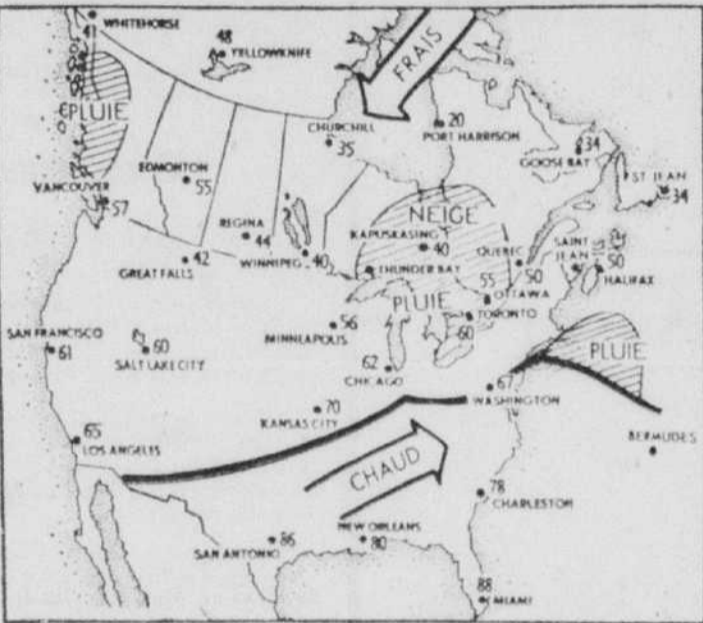 WHITEHORSE
41
48
YELLOWKNIFE
FRAIS
PLUIE
CHURCHILL
35
20
PORT HARRISON
34
GOOSE BAY
ST JEAN
34
EDMONTON
55
VANCOUVER
57
NEIGE
REGINA
44
KAPUSKASING
40
QUEBEC
50
SAINT
JEAN
50
HALIFAX
GREAT FALLS
42
WINNIPEG
40
THUNDER BAY
55
OTTAWA
PLUIE
TORONTO
60
SAN FRANCISCO
61
60
SALT LAKE CITY
56
MINNEAPOLIS
62
CHICAGO
PLUIE
67
WASHINGTON
70
KANSAS CITY
65
LOS ANGELES
BERMUDES
CHAUD
78
CHARLESTON
NEW ORLEANS
80
86
SAN ANTONIO
88
MIAMI